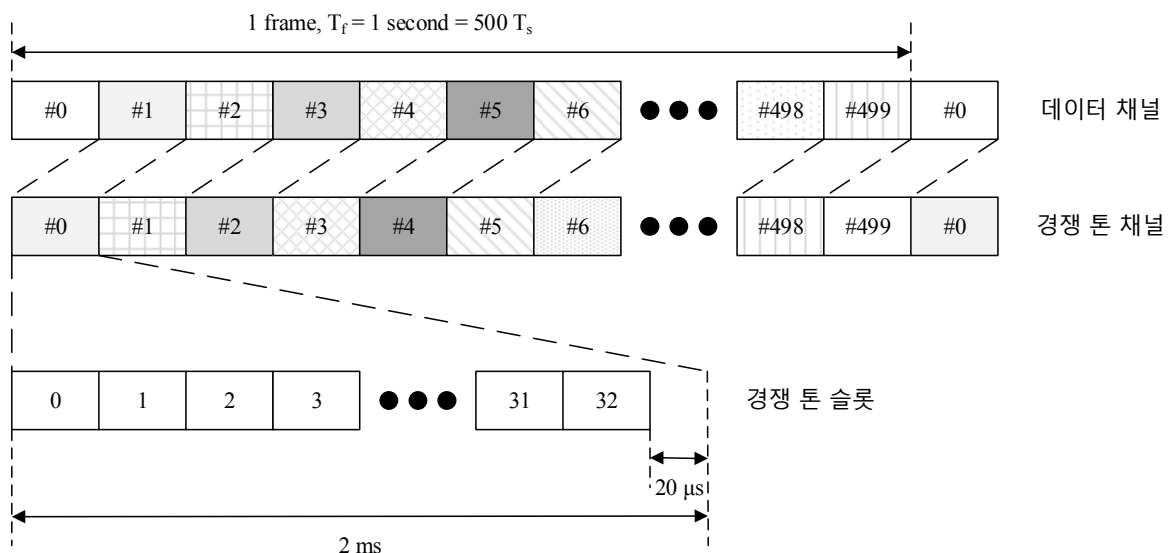 1 frame, T_f = 1 second = 500 T_s
#0 #1 #2 #3 #4 #5 #6 ●●● #498 #499 #0 데이터 채널
#0 #1 #2 #3 #4 #5 #6 ●●● #498 #499 #0 경쟁 톤 채널
0 1 2 3 ●●● 31 32 경쟁 톤 슬롯
20 μs
2 ms